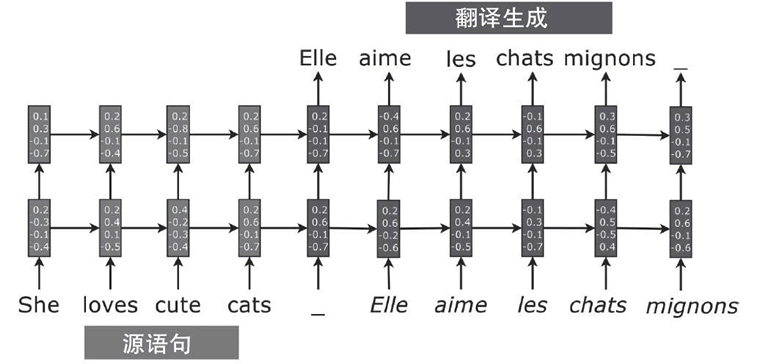 翻译生成
Elle aime les chats mignons _
0.1 0.2 0.2 0.2 0.2 -0.4 0.2 -0.1 0.3 0.3
0.3 0.6 -0.8 0.6 -0.1 0.6 0.6 0.6 0.6 0.5
-0.1 -0.1 -0.1 -0.1 -0.1 -0.1 -0.1 -0.1 -0.1 -0.1
-0.7 -0.4 -0.5 -0.7 -0.7 -0.7 0.3 0.3 -0.5 -0.7
0.2 0.2 0.4 0.2 0.2 0.2 0.2 -0.1 -0.4 0.2
-0.3 0.4 -0.2 0.6 0.6 0.6 0.4 0.3 0.5 0.6
-0.1 0.1 -0.3 -0.1 -0.1 -0.2 0.1 -0.1 -0.5 -0.1
-0.4 -0.5 -0.4 -0.7 -0.7 -0.6 -0.5 -0.7 0.4 -0.6
She loves cute cats _ Elle aime les chats mignons
源语句